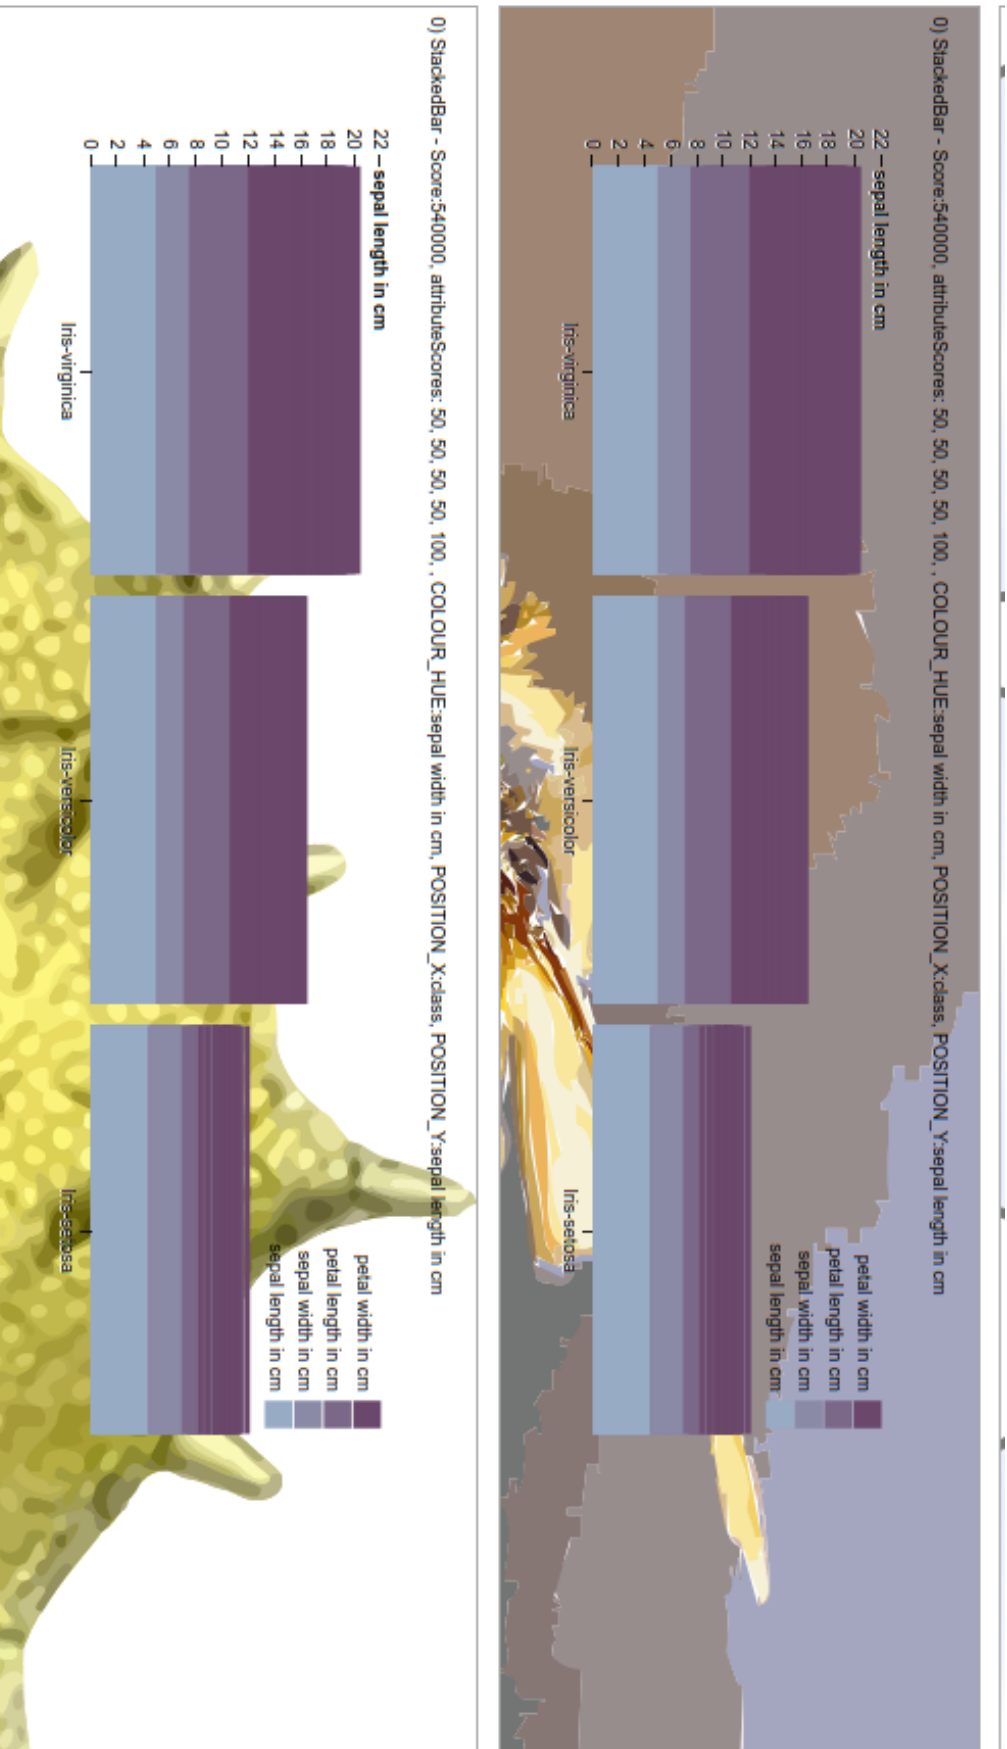 0) StackedBar - Score:540000, attributeScores: 50, 50, 50, 50, 100, , COLOUR_HUE:sepal width in cm, POSITION_X:class, POSITION_Y:sepal length in cm
22
20
18
16
14
12
10
8
6
4
2
0
sepal length in cm
Iris-virginica
Iris-versicolor
Iris-setosa
petal width in cm
petal length in cm
sepal width in cm
sepal length in cm
0) StackedBar - Score:540000, attributeScores: 50, 50, 50, 50, 100, , COLOUR_HUE:sepal width in cm, POSITION_X:class, POSITION_Y:sepal length in cm
22
20
18
16
14
12
10
8
6
4
2
0
sepal length in cm
Iris-virginica
Iris-versicolor
Iris-setosa
petal width in cm
petal length in cm
sepal width in cm
sepal length in cm